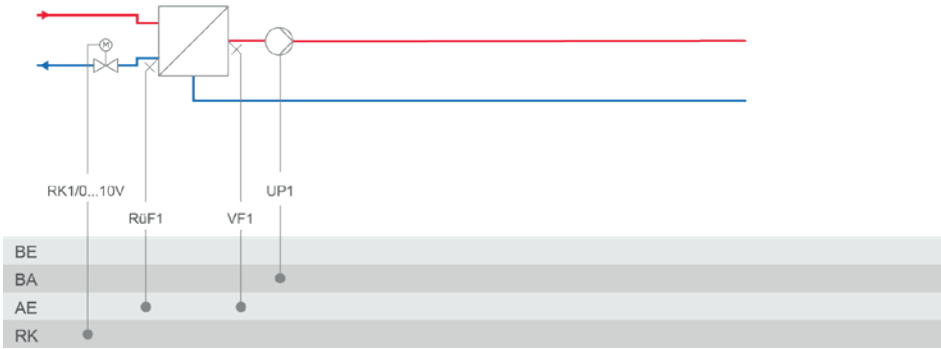 M
RK1/0...10V
UP1
RüF1
VF1
BE
BA
AE
RK